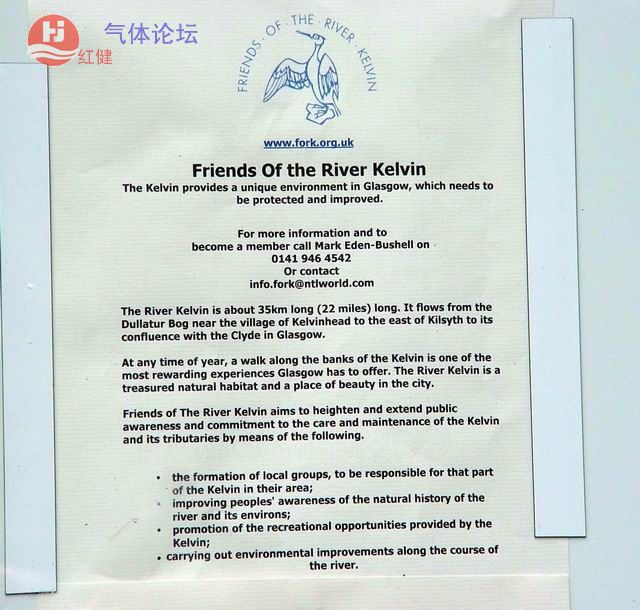 HJ
红健
气体论坛
FRIENDS · OF · THE · RIVER · KELVIN
www.fork.org.uk
Friends Of the River Kelvin
The Kelvin provides a unique environment in Glasgow, which needs to
be protected and improved.
For more information and to
become a member call Mark Eden-Bushell on
0141 946 4542
Or contact
info.fork@ntlworld.com
The River Kelvin is about 35km long (22 miles) long. It flows from the
Dullatur Bog near the village of Kelvinhead to the east of Kilsyth to its
confluence with the Clyde in Glasgow.
At any time of year, a walk along the banks of the Kelvin is one of the
most rewarding experiences Glasgow has to offer. The River Kelvin is a
treasured natural habitat and a place of beauty in the city.
Friends of The River Kelvin aims to heighten and extend public
awareness and commitment to the care and maintenance of the Kelvin
and its tributaries by means of the following.
• the formation of local groups, to be responsible for that part
of the Kelvin in their area;
• improving peoples' awareness of the natural history of the
river and its environs;
• promotion of the recreational opportunities provided by the
Kelvin;
• carrying out environmental improvements along the course of
the river.